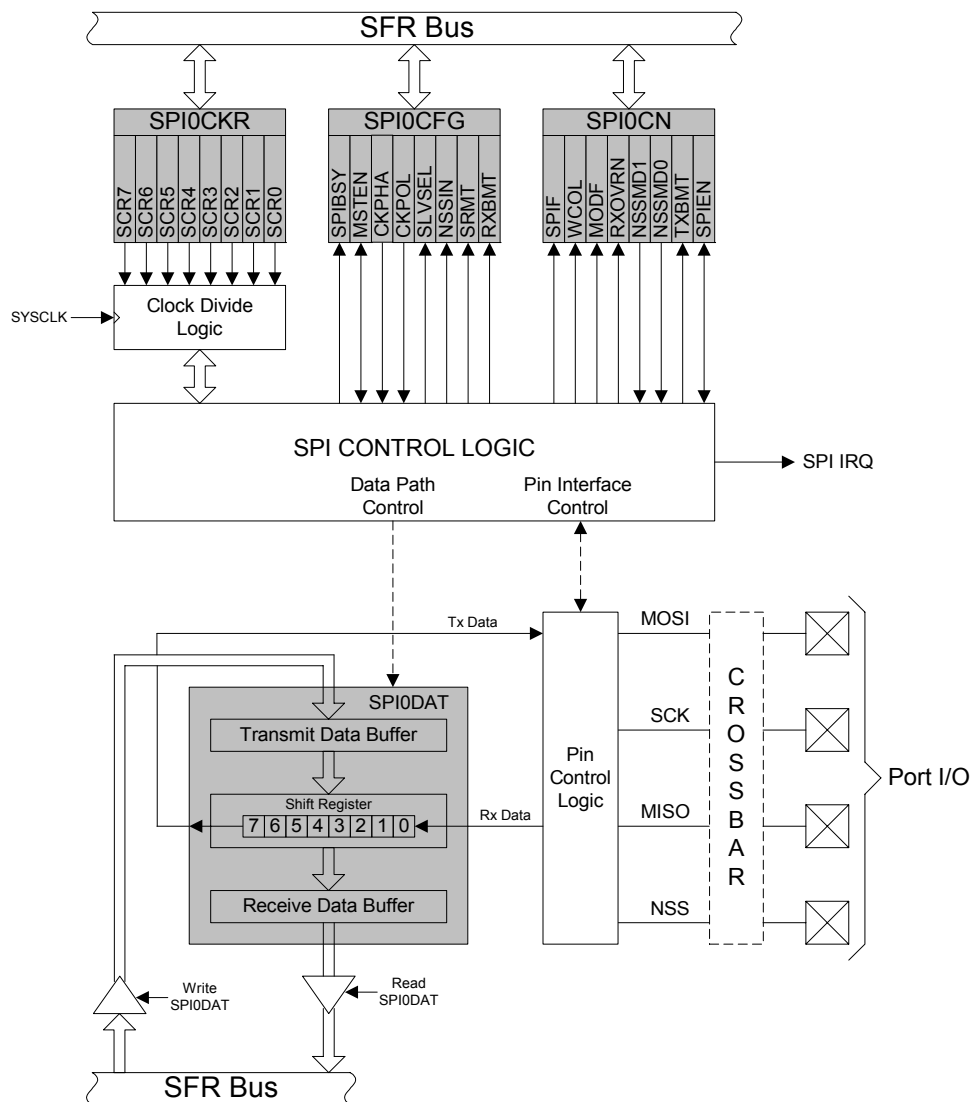 SFR Bus
SPI0CKR
SCR7
SCR6
SCR5
SCR4
SCR3
SCR2
SCR1
SCR0
SPI0CFG
SPIBSY
MSTEN
CKPHA
CKPOL
SLVSEL
NSSIN
SRMT
RXBMT
SPI0CN
SPIF
WCOL
MODF
RXOVRN
NSSMD1
NSSMD0
TXBMT
SPIEN
SYSCLK
Clock Divide
Logic
SPI CONTROL LOGIC
Data Path
Control
Pin Interface
Control
SPI IRQ
Tx Data
SPI0DAT
Transmit Data Buffer
Shift Register
7 6 5 4 3 2 1 0
Rx Data
Receive Data Buffer
Pin
Control
Logic
MOSI
SCK
MISO
NSS
CROSSBAR
Port I/O
Write
SPI0DAT
Read
SPI0DAT
SFR Bus